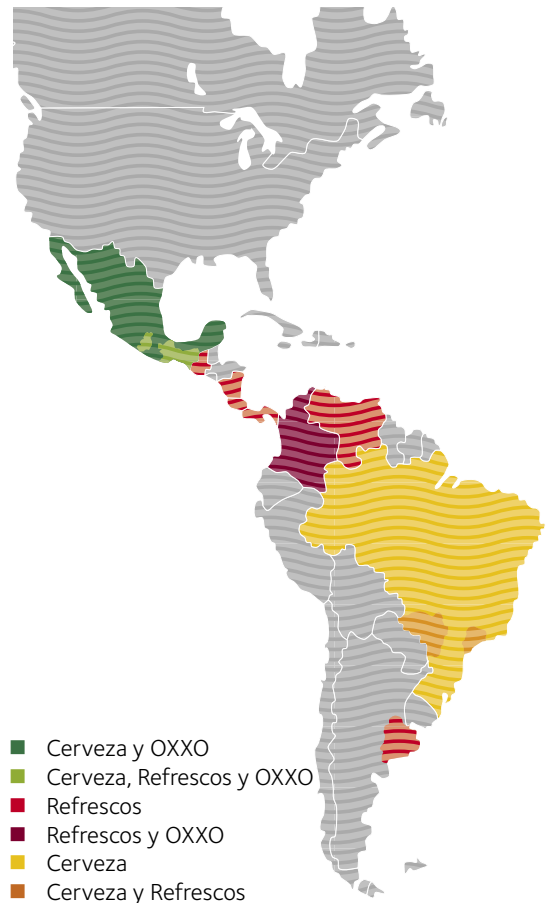 Cerveza y OXXO
Cerveza, Refrescos y OXXO
Refrescos
Refrescos y OXXO
Cerveza
Cerveza y Refrescos